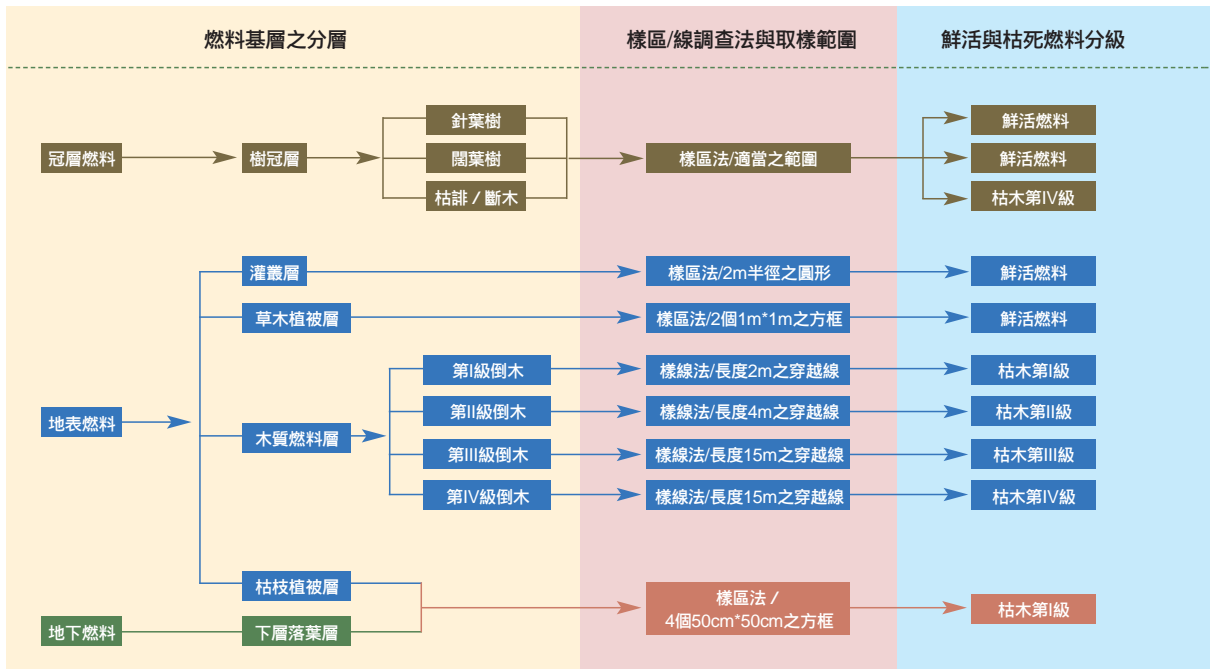 燃料基層之分層
樣區/線調查法與取樣範圍
鮮活與枯死燃料分級
冠層燃料
樹冠層
針葉樹
闊葉樹
枯誹／斷木
樣區法/適當之範圍
鮮活燃料
鮮活燃料
枯木第IV級
地表燃料
灌叢層
樣區法/2m半徑之圓形
鮮活燃料
草木植被層
樣區法/2個1m*1m之方框
鮮活燃料
木質燃料層
第I級倒木
樣線法/長度2m之穿越線
枯木第I級
第II級倒木
樣線法/長度4m之穿越線
枯木第II級
第III級倒木
樣線法/長度15m之穿越線
枯木第III級
第IV級倒木
樣線法/長度15m之穿越線
枯木第IV級
枯枝植被層
地下燃料
下層落葉層
樣區法／
4個50cm*50cm之方框
枯木第I級